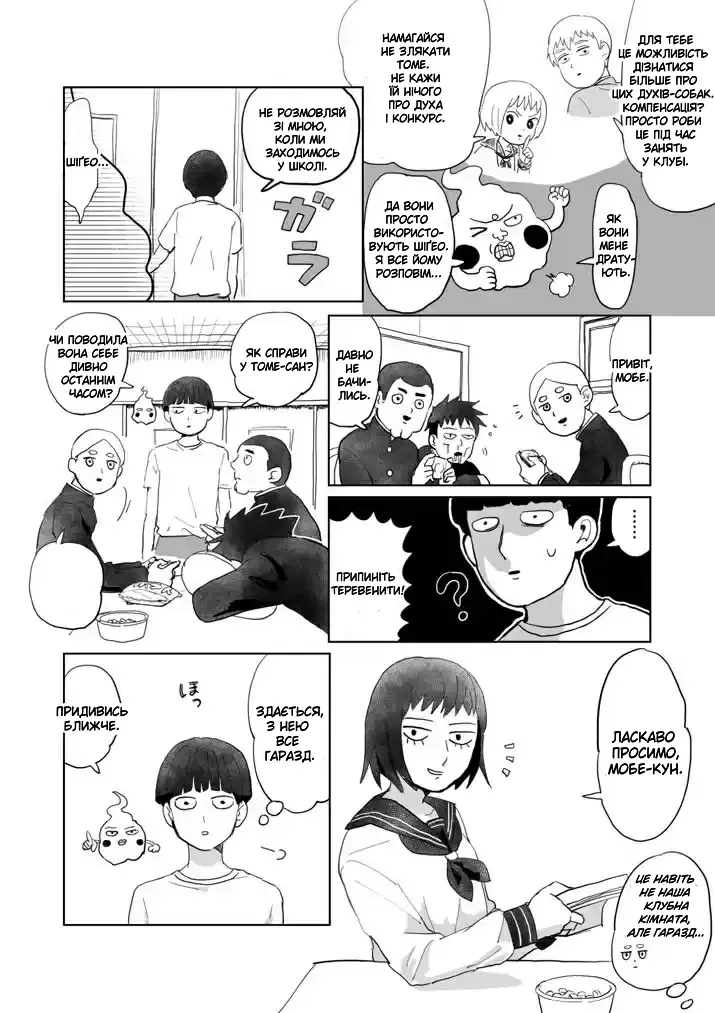 ДЛЯ ТЕБЕ
ЦЕ МОЖЛИВІСТЬ
ДІЗНАТИСЯ
БІЛЬШЕ ПРО
ЦИХ ДУХІВ-СОБАК.
КОМПЕНСАЦІЯ?
ПРОСТО РОБИ
ЦЕ ПІД ЧАС
ЗАНЯТЬ
У КЛУБІ.
НАМАГАЙСЯ
НЕ ЗЛЯКАТИ
ТОМЕ.
НЕ КАЖИ
ЇЙ НІЧОГО
ПРО ДУХА
І КОНКУРС.
ЯК
ВОНИ
МЕНЕ
ДРАТУ-
ЮТЬ.
ДА ВОНИ
ПРОСТО
ВИКОРИСТО-
ВУЮТЬ ШІҐЕО.
Я ВСЕ ЙОМУ
РОЗПОВІМ...
НЕ РОЗМОВЛЯЙ
ЗІ МНОЮ,
КОЛИ МИ
ЗАХОДИМОСЬ
У ШКОЛІ.
ガラ
ШІҐЕО...
ПРИВІТ,
МОБЕ.
ДАВНО
НЕ
БАЧИ-
ЛИСЬ.
ЯК СПРАВИ
У ТОМЕ-САН?
ЧИ ПОВОДИЛА
ВОНА СЕБЕ
ДИВНО
ОСТАННІМ
ЧАСОМ?
......
?
ПРИПИНІТЬ
ТЕРЕВЕНИТИ!
ЛАСКАВО
ПРОСИМО,
МОБЕ-КУН.
ЦЕ НАВІТЬ
НЕ НАША
КЛУБНА
КІМНАТА,
АЛЕ ГАРАЗД...
ЗДАЄТЬСЯ,
З НЕЮ
ВСЕ
ГАРАЗД.
ほっ
ПРИДИВИСЬ
БЛИЖЧЕ.